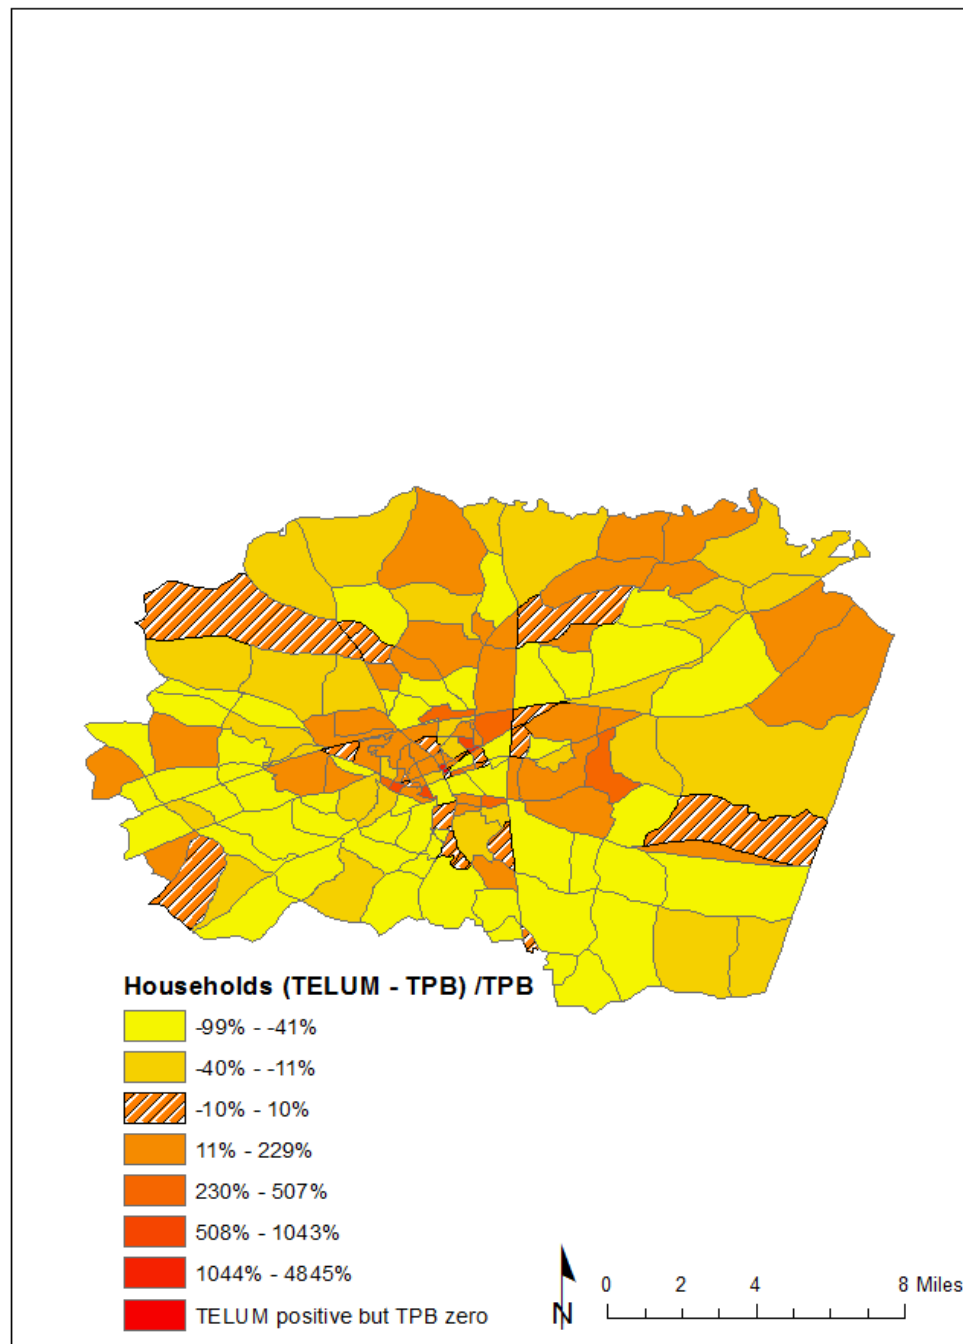 Households (TELUM - TPB) /TPB
-99% - -41%
-40% - -11%
-10% - 10%
11% - 229%
230% - 507%
508% - 1043%
1044% - 4845%
TELUM positive but TPB zero
N
0 2 4 8 Miles